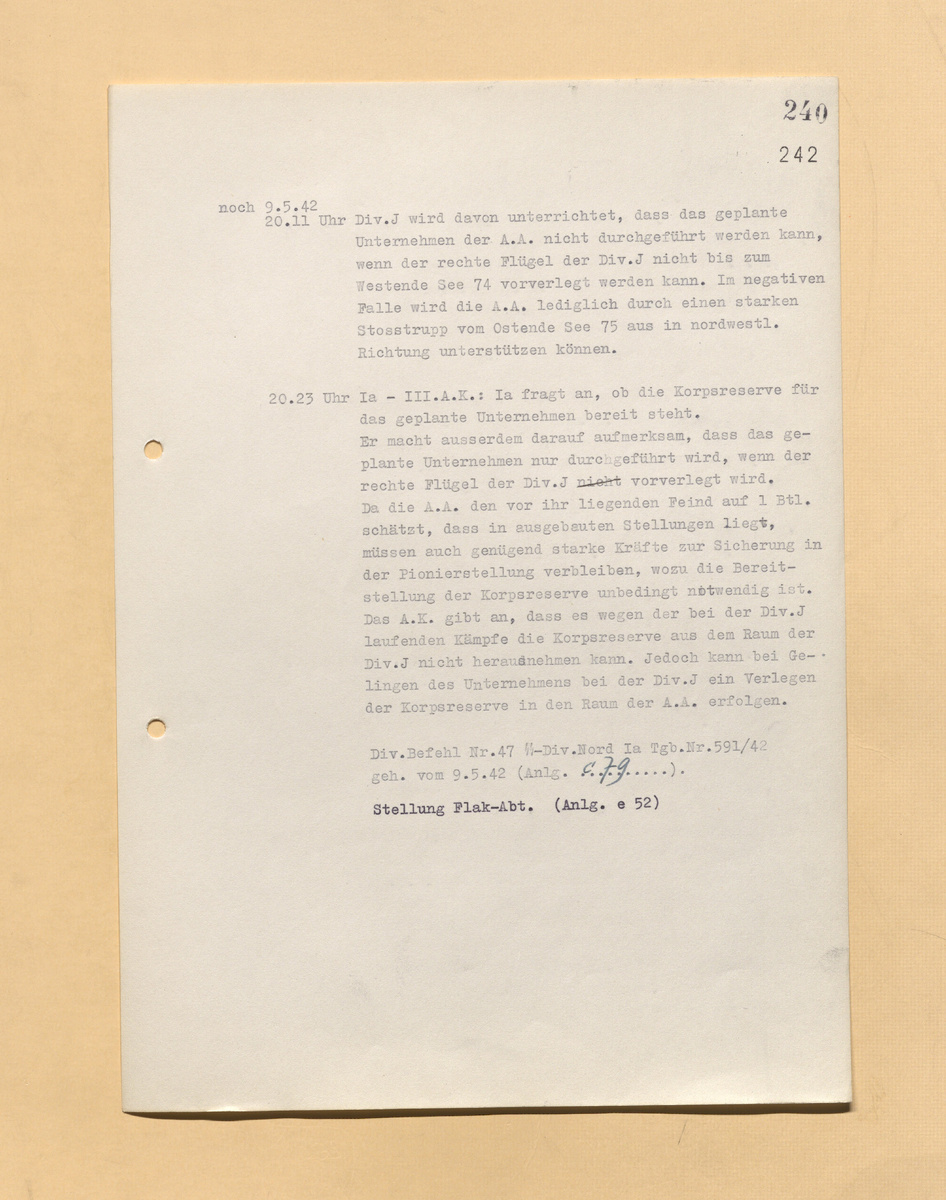 240
242
noch 9.5.42
20.11 Uhr Div.J wird davon unterrichtet, dass das geplante
Unternehmen der A.A. nicht durchgeführt werden kann,
wenn der rechte Flügel der Div.J nicht bis zum
Westende See 74 vorverlegt werden kann. Im negativen
Falle wird die A.A. lediglich durch einen starken
Stosstrupp vom Ostende See 75 aus in nordwestl.
Richtung unterstützen können.
20.23 Uhr Ia - III.A.K.: Ia fragt an, ob die Korpsreserve für
das geplante Unternehmen bereit steht.
Er macht ausserdem darauf aufmerksam, dass das ge-
plante Unternehmen nur durchgeführt wird, wenn der
rechte Flügel der Div.J nicht vorverlegt wird.
Da die A.A. den vor ihr liegenden Feind auf 1 Btl.
schätzt, dass in ausgebauten Stellungen liegt,
müssen auch genügend starke Kräfte zur Sicherung in
der Pionierstellung verbleiben, wozu die Bereit-
stellung der Korpsreserve unbedingt notwendig ist.
Das A.K. gibt an, dass es wegen der bei der Div.J
laufenden Kämpfe die Korpsreserve aus dem Raum der
Div.J nicht herausnehmen kann. Jedoch kann bei Ge-
lingen des Unternehmens bei der Div.J ein Verlegen
der Korpsreserve in den Raum der A.A. erfolgen.
Div.Befehl Nr.47 ᛋᛋ-Div.Nord Ia Tgb.Nr.591/42
geh. vom 9.5.42 (Anlg. c.79.....).
Stellung Flak-Abt. (Anlg. e 52)